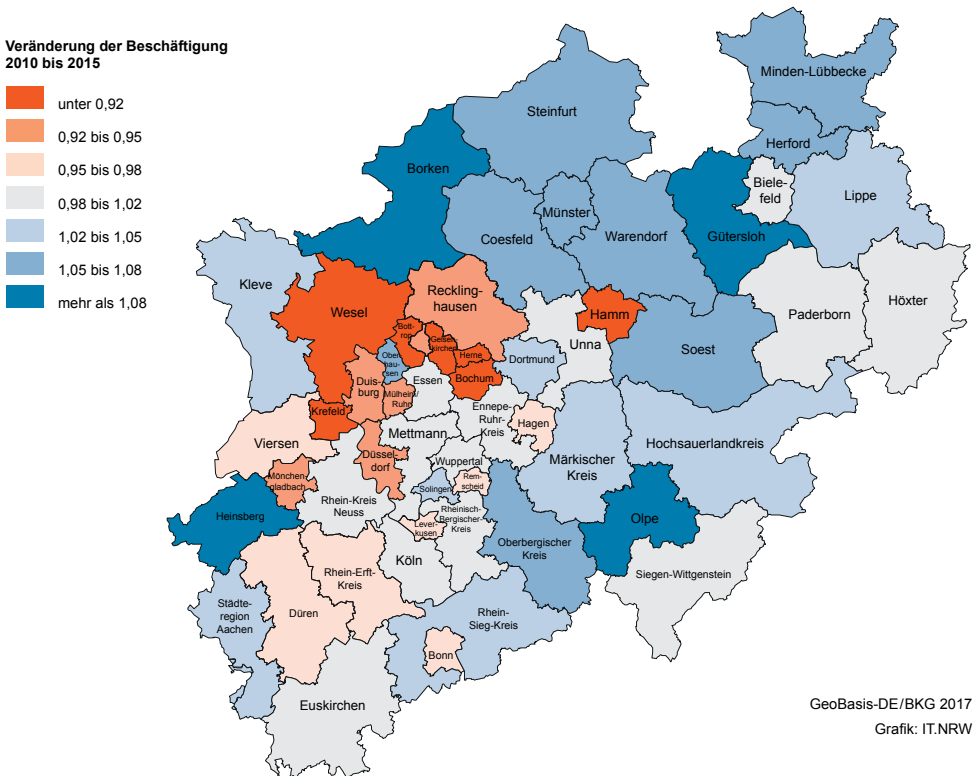 Veränderung der Beschäftigung
2010 bis 2015
unter 0,92
0,92 bis 0,95
0,95 bis 0,98
0,98 bis 1,02
1,02 bis 1,05
1,05 bis 1,08
mehr als 1,08
Minden-Lübbecke
Steinfurt
Herford
Borken
Biele-
feld
Lippe
Münster
Coesfeld
Warendorf
Gütersloh
Kleve
Reckling-
hausen
Höxter
Paderborn
Wesel
Hamm
Bott-
rop
Gelsen-
kirchen
Herne
Unna
Soest
Ober-
hausen
Dortmund
Bochum
Essen
Duis-
burg
Mülheim/
Ruhr
Krefeld
Ennepe-
Ruhr-
Kreis
Hagen
Viersen
Mettmann
Hochsauerlandkreis
Düssel-
dorf
Märkischer
Kreis
Wuppertal
Mönchen-
gladbach
Rem-
scheid
Solingen
Rhein-Kreis
Neuss
Rheinisch-
Bergischer-
Kreis
Heinsberg
Lever-
kusen
Olpe
Oberbergischer
Kreis
Köln
Rhein-Erft-
Kreis
Siegen-Wittgenstein
Städte-
region
Aachen
Düren
Rhein-
Sieg-Kreis
Bonn
Euskirchen
GeoBasis-DE/BKG 2017
Grafik: IT.NRW